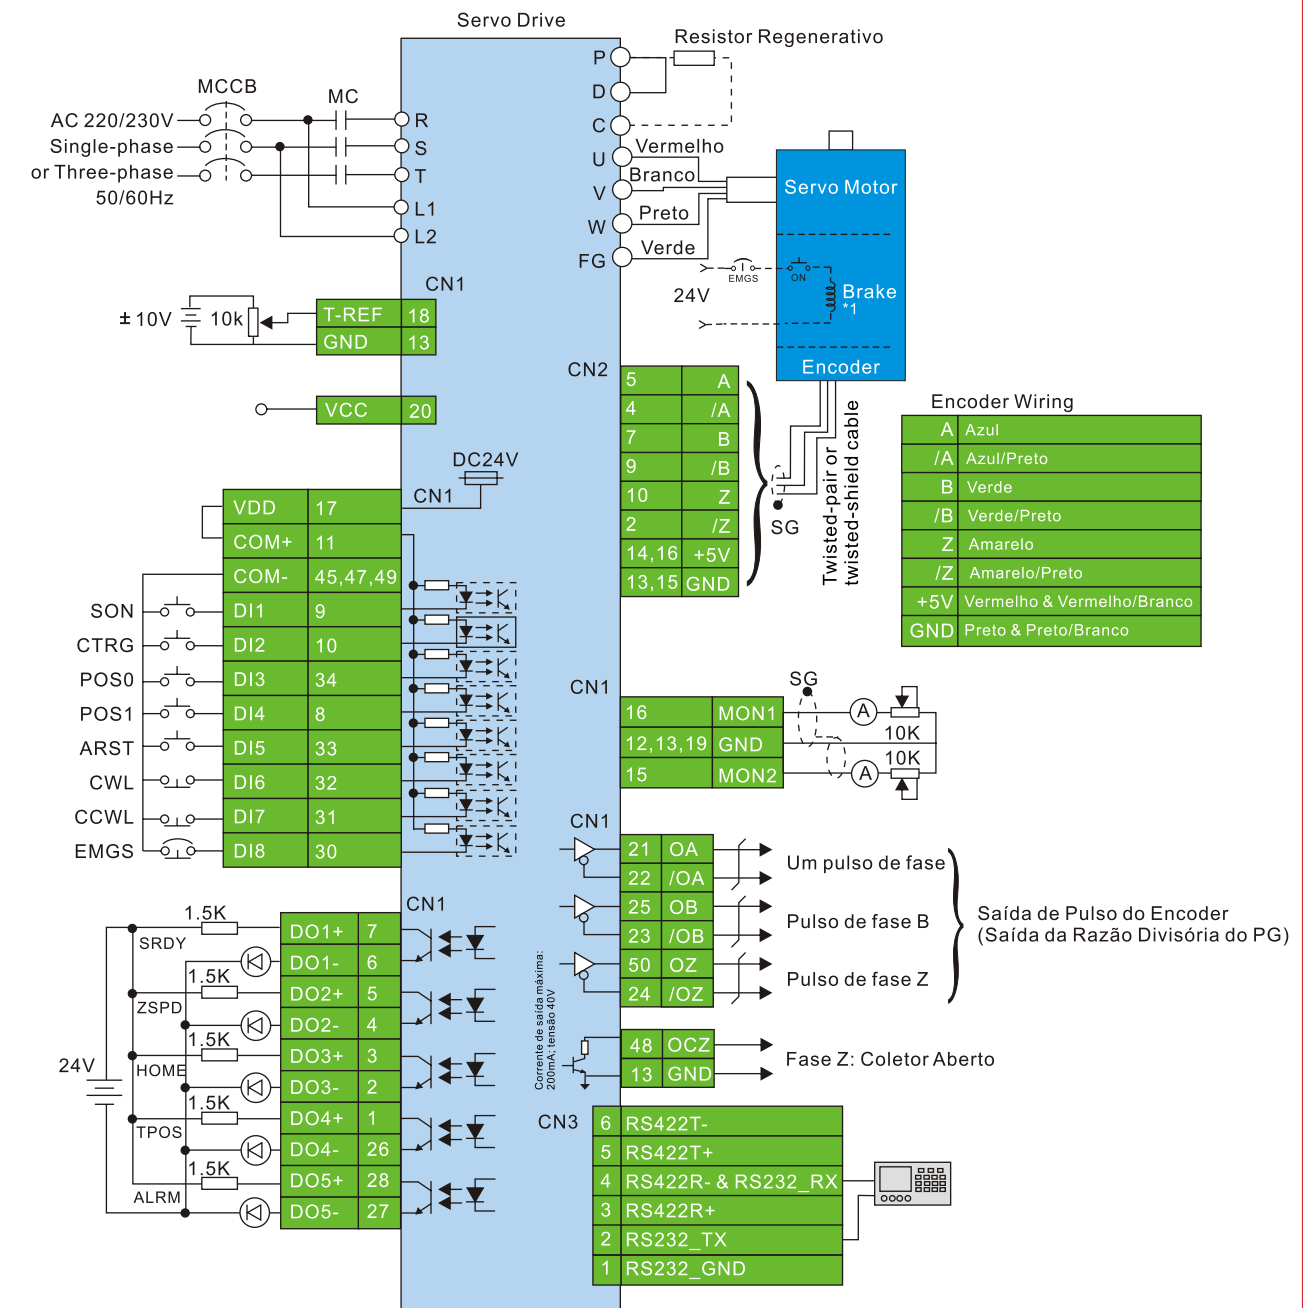 Servo Drive
MCCB
MC
AC 220/230V
Single-phase
or Three-phase
50/60Hz
R
S
T
L1
L2
P
D
C
U
V
W
FG
Resistor Regenerativo
Vermelho
Branco
Preto
Verde
Servo Motor
24V
EMGS
ON
Brake
*1
Encoder
CN1
± 10V
10k
T-REF 18
GND 13
VCC 20
DC24V
CN1
VDD 17
COM+ 11
COM- 45,47,49
SON DI1 9
CTRG DI2 10
POS0 DI3 34
POS1 DI4 8
ARST DI5 33
CWL DI6 32
CCWL DI7 31
EMGS DI8 30
CN2
5 A
4 /A
7 B
9 /B
10 Z
2 /Z
14,16 +5V
13,15 GND
SG
Twisted-pair or
twisted-shield cable
Encoder Wiring
A Azul
/A Azul/Preto
B Verde
/B Verde/Preto
Z Amarelo
/Z Amarelo/Preto
+5V Vermelho & Vermelho/Branco
GND Preto & Preto/Branco
CN1
16 MON1
12,13,19 GND
15 MON2
SG
A
10K
10K
A
CN1
21 OA
22 /OA
25 OB
23 /OB
50 OZ
24 /OZ
Um pulso de fase
Pulso de fase B
Pulso de fase Z
Saída de Pulso do Encoder
(Saída da Razão Divisória do PG)
Corrente de saída máxima:
200mA; tensão 40V
48 OCZ
13 GND
Fase Z: Coletor Aberto
CN1
24V
1.5K
SRDY
DO1+ 7
DO1- 6
1.5K
ZSPD
DO2+ 5
DO2- 4
1.5K
HOME
DO3+ 3
DO3- 2
1.5K
TPOS
DO4+ 1
DO4- 26
1.5K
ALRM
DO5+ 28
DO5- 27
CN3
6 RS422T-
5 RS422T+
4 RS422R- & RS232_RX
3 RS422R+
2 RS232_TX
1 RS232_GND